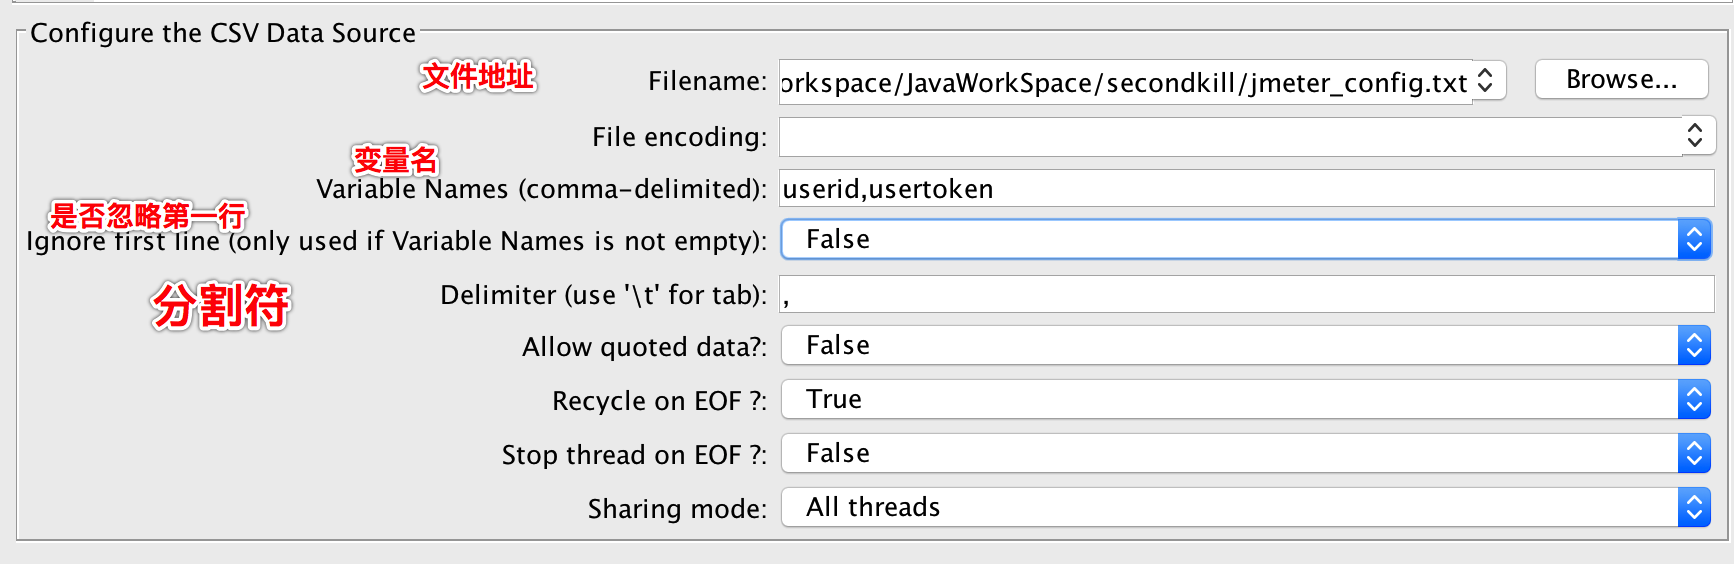 Configure the CSV Data Source
文件地址
Filename: orkspace/JavaWorkSpace/secondkill/jmeter_config.txt Browse...
File encoding:
变量名
Variable Names (comma-delimited): userid,usertoken
是否忽略第一行
Ignore first line (only used if Variable Names is not empty): False
分割符
Delimiter (use '\t' for tab): ,
Allow quoted data?: False
Recycle on EOF ?: True
Stop thread on EOF ?: False
Sharing mode: All threads